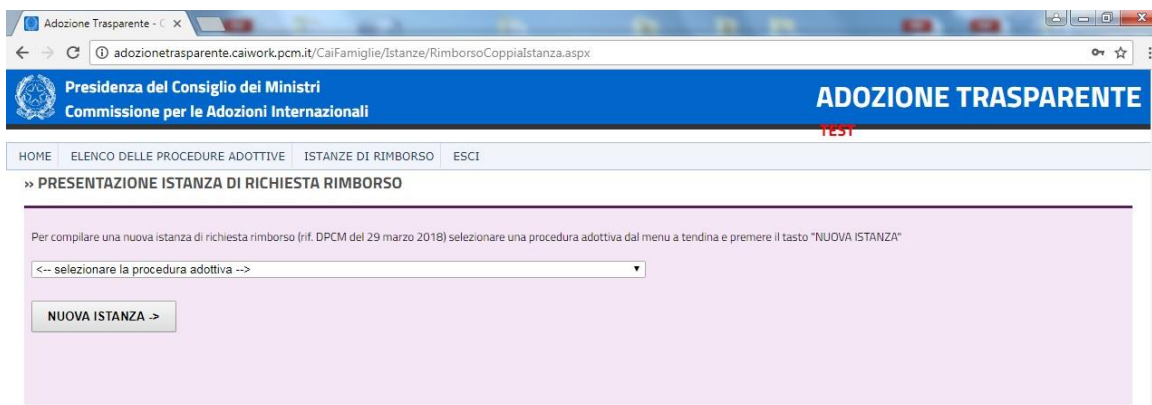 Adozione Trasparente - C
adozionetrasparente.caiwork.pcm.it/CaiFamiglie/Istanze/RimborsoCoppiaIstanza.aspx
Presidenza del Consiglio dei Ministri
Commissione per le Adozioni Internazionali
ADOZIONE TRASPARENTE
TEST
HOME ELENCO DELLE PROCEDURE ADOTTIVE ISTANZE DI RIMBORSO ESCI
» PRESENTAZIONE ISTANZA DI RICHIESTA RIMBORSO
Per compilare una nuova istanza di richiesta rimborso (rif. DPCM del 29 marzo 2018) selezionare una procedura adottiva dal menu a tendina e premere il tasto "NUOVA ISTANZA"
<-- selezionare la procedura adottiva -->
NUOVA ISTANZA ->